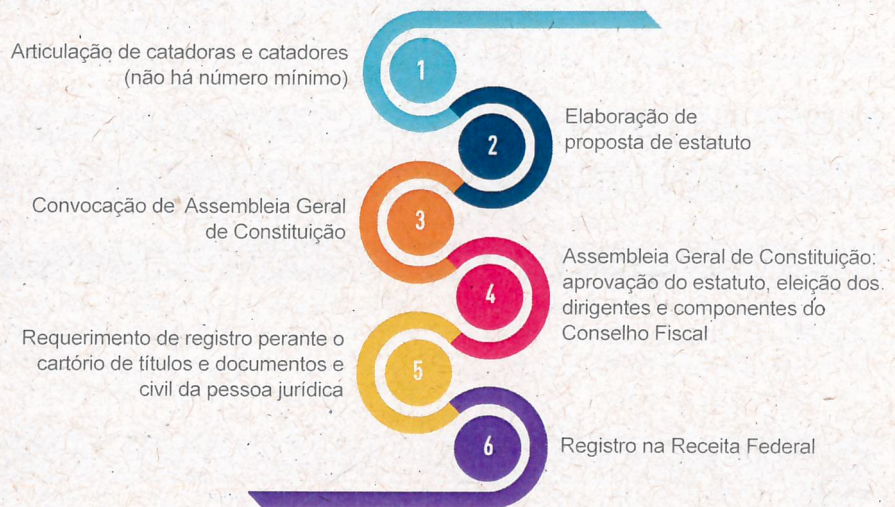 Articulação de catadoras e catadores
(não há número mínimo)
1
Elaboração de
proposta de estatuto
2
Convocação de Assembleia Geral
de Constituição
3
Assembleia Geral de Constituição:
aprovação do estatuto, eleição dos
dirigentes e componentes do
Conselho Fiscal
4
Requerimento de registro perante o
cartório de títulos e documentos e
civil da pessoa jurídica
5
6
Registro na Receita Federal